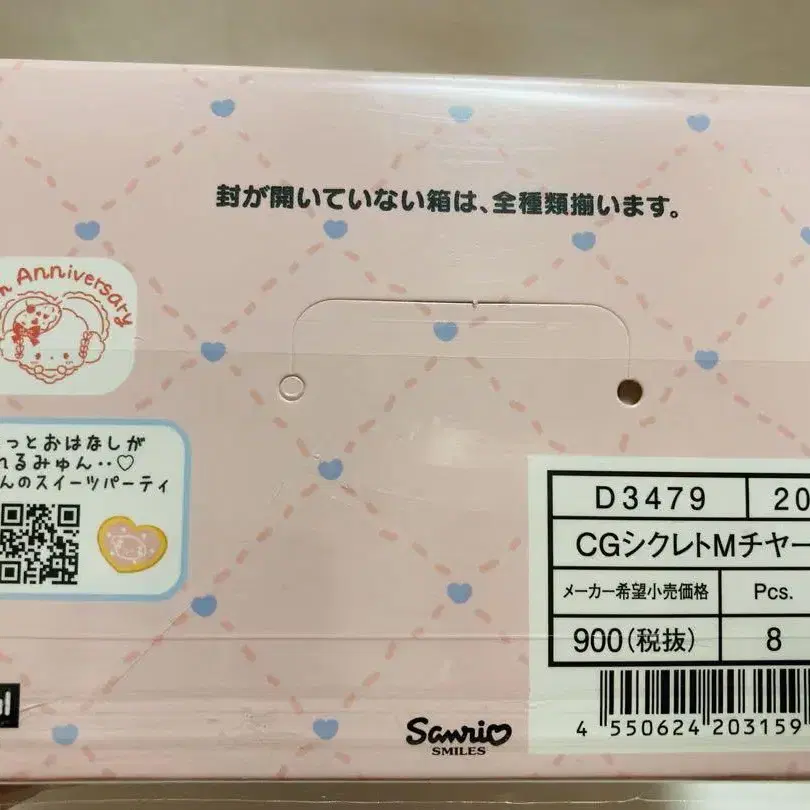 封が開いていない箱は、全種類揃います。
Anniversary
っとおはなしが
れるみゅん‥♡
んのスイーツパーティ
D3479
20
CGシクレトMチヤー
メーカー希望小売価格
Pcs.
900(税抜)
8
4 550624 203159
Sanrio
SMILES